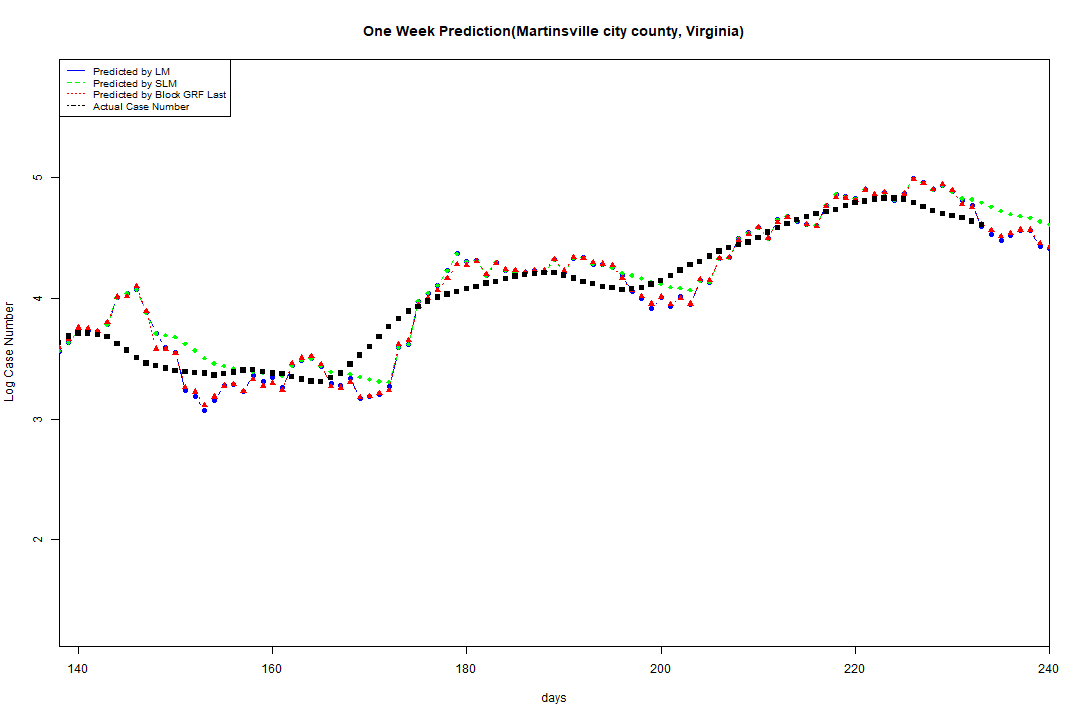 One Week Prediction(Martinsville city county, Virginia)
Predicted by LM
Predicted by SLM
Predicted by Block GRF Last
Actual Case Number
Log Case Number
5
4
3
2
140 160 180 200 220 240
days